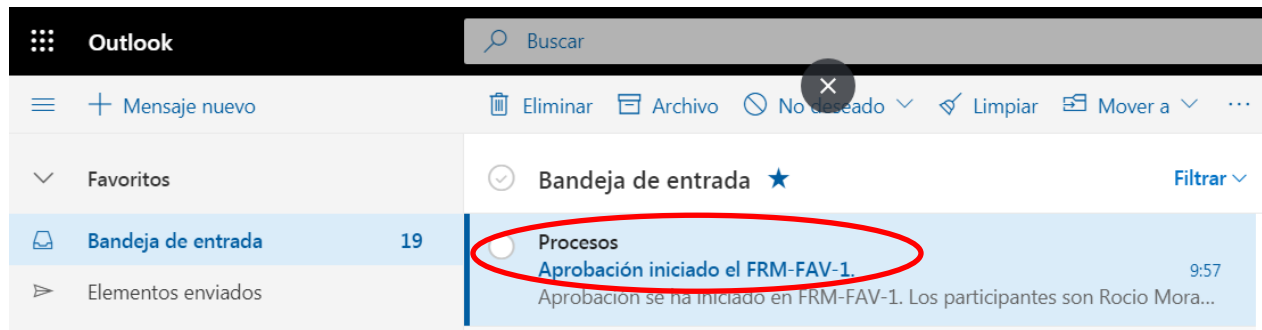 Outlook
Buscar
Mensaje nuevo
Eliminar Archivo No deseado Limpiar Mover a ...
Favoritos
Bandeja de entrada
Filtrar
Bandeja de entrada 19
Procesos
Aprobación iniciado el FRM-FAV-1.
9:57
Elementos enviados
Aprobación se ha iniciado en FRM-FAV-1. Los participantes son Rocio Mora...